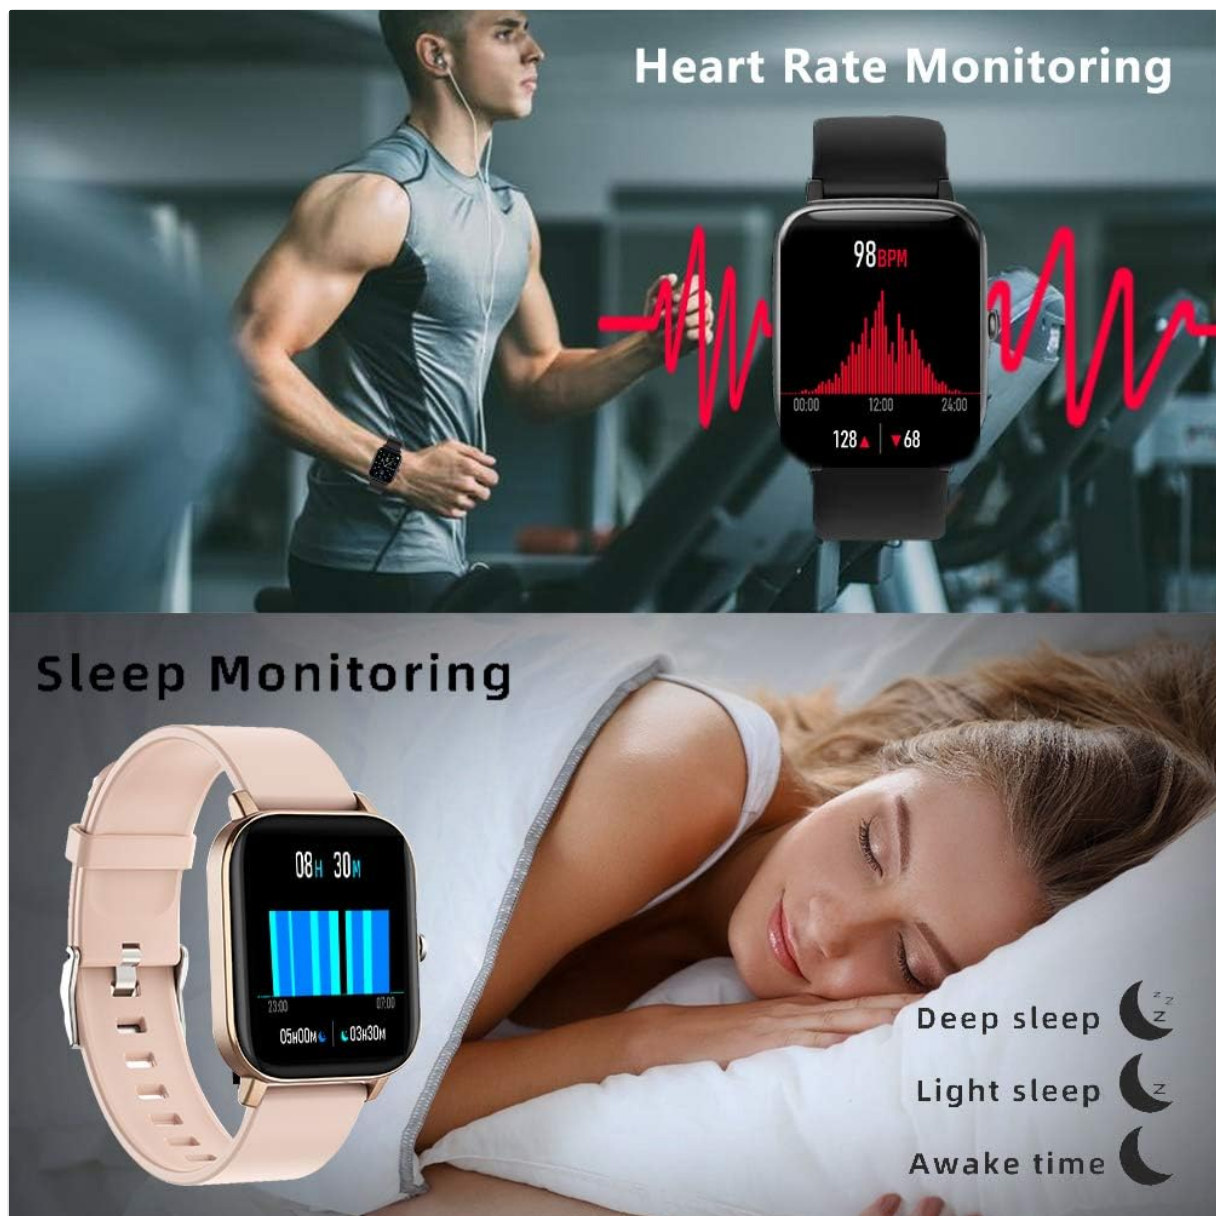 Heart Rate Monitoring
98BPM
00:00 12:00 24:00
128 68
Sleep Monitoring
08H 30M
23:00 07:00
05H00M 03H30M
Deep sleep
z z z
Light sleep
z
Awake time